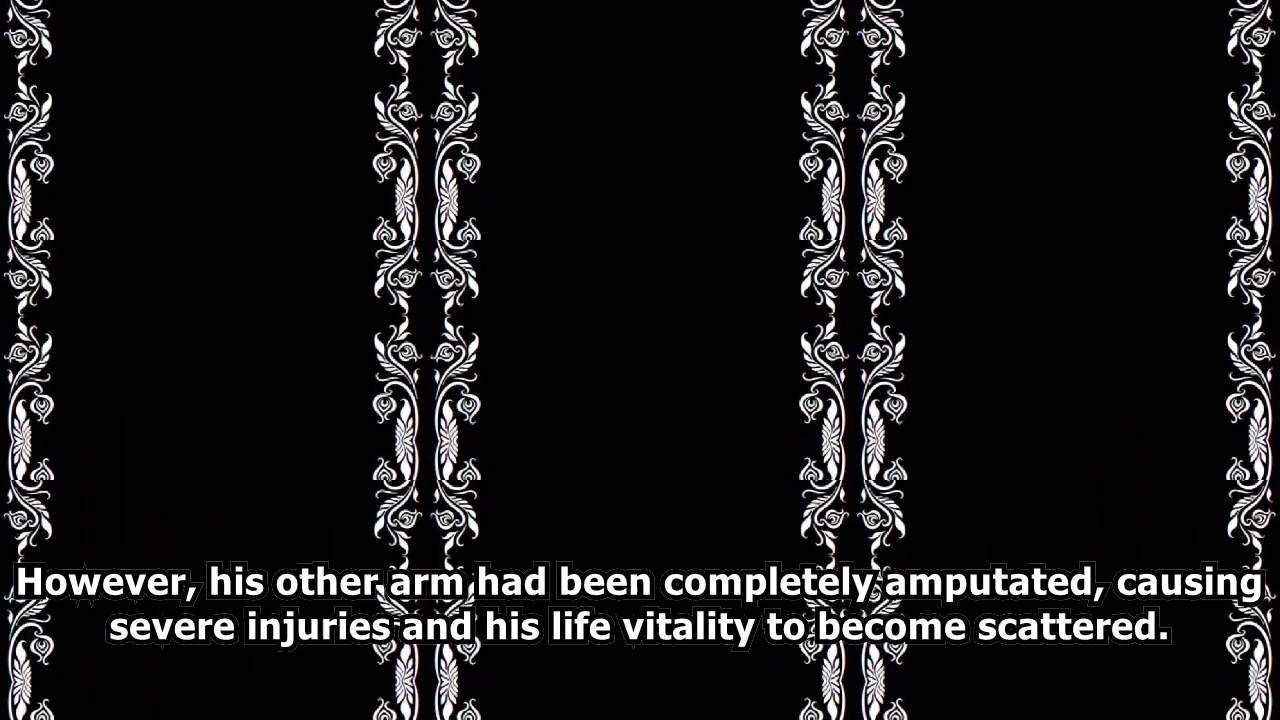 However, his other arm had been completely amputated, causing
severe injuries and his life vitality to become scattered.